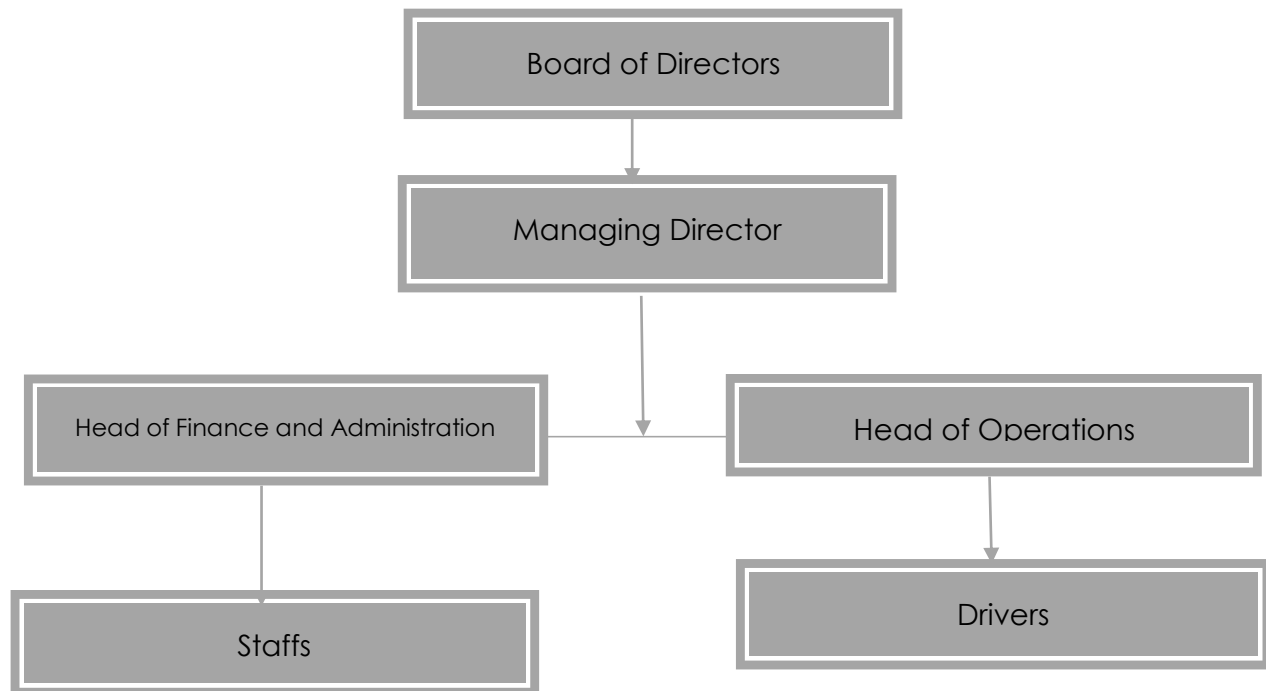 Board of Directors
Managing Director
Head of Finance and Administration
Head of Operations
Staffs
Drivers